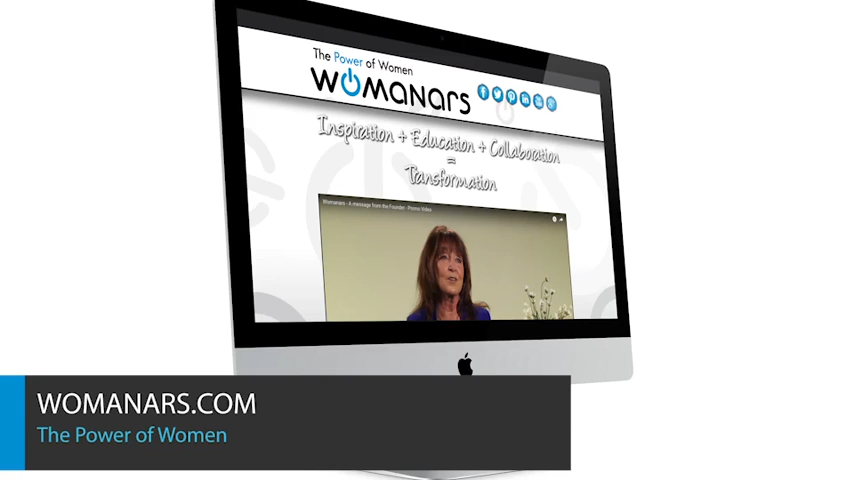 The Power of Women
WOMANARS
Inspiration + Education + Collaboration
=
Transformation
Womanars - A message from the Founder - Promo Video
WOMANARS.COM
The Power of Women